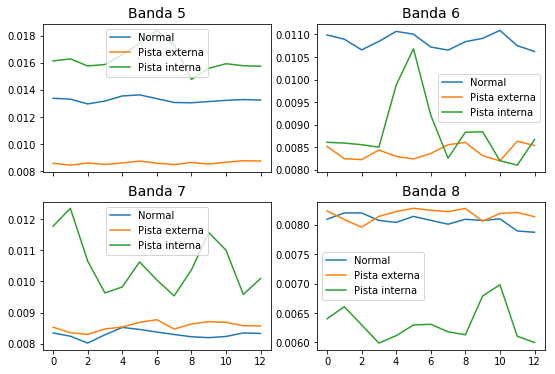 Banda 5
0.018
0.016
0.014
0.012
0.010
0.008
Normal
Pista externa
Pista interna
Banda 6
0.0110
0.0105
0.0100
0.0095
0.0090
0.0085
0.0080
Normal
Pista externa
Pista interna
Banda 7
0.012
0.011
0.010
0.009
0.008
Normal
Pista externa
Pista interna
0 2 4 6 8 10 12
Banda 8
0.0080
0.0075
0.0070
0.0065
0.0060
Normal
Pista externa
Pista interna
0 2 4 6 8 10 12